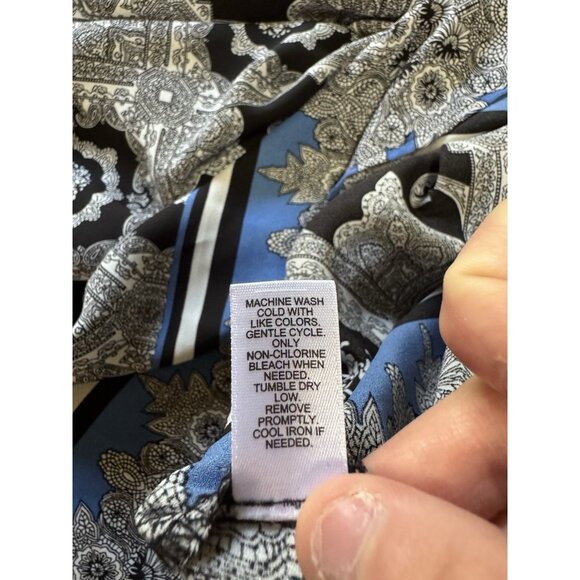 MACHINE WASH
COLD WITH
LIKE COLORS.
GENTLE CYCLE.
ONLY
NON-CHLORINE
BLEACH WHEN
NEEDED.
TUMBLE DRY
LOW.
REMOVE
PROMPTLY.
COOL IRON IF
NEEDED.